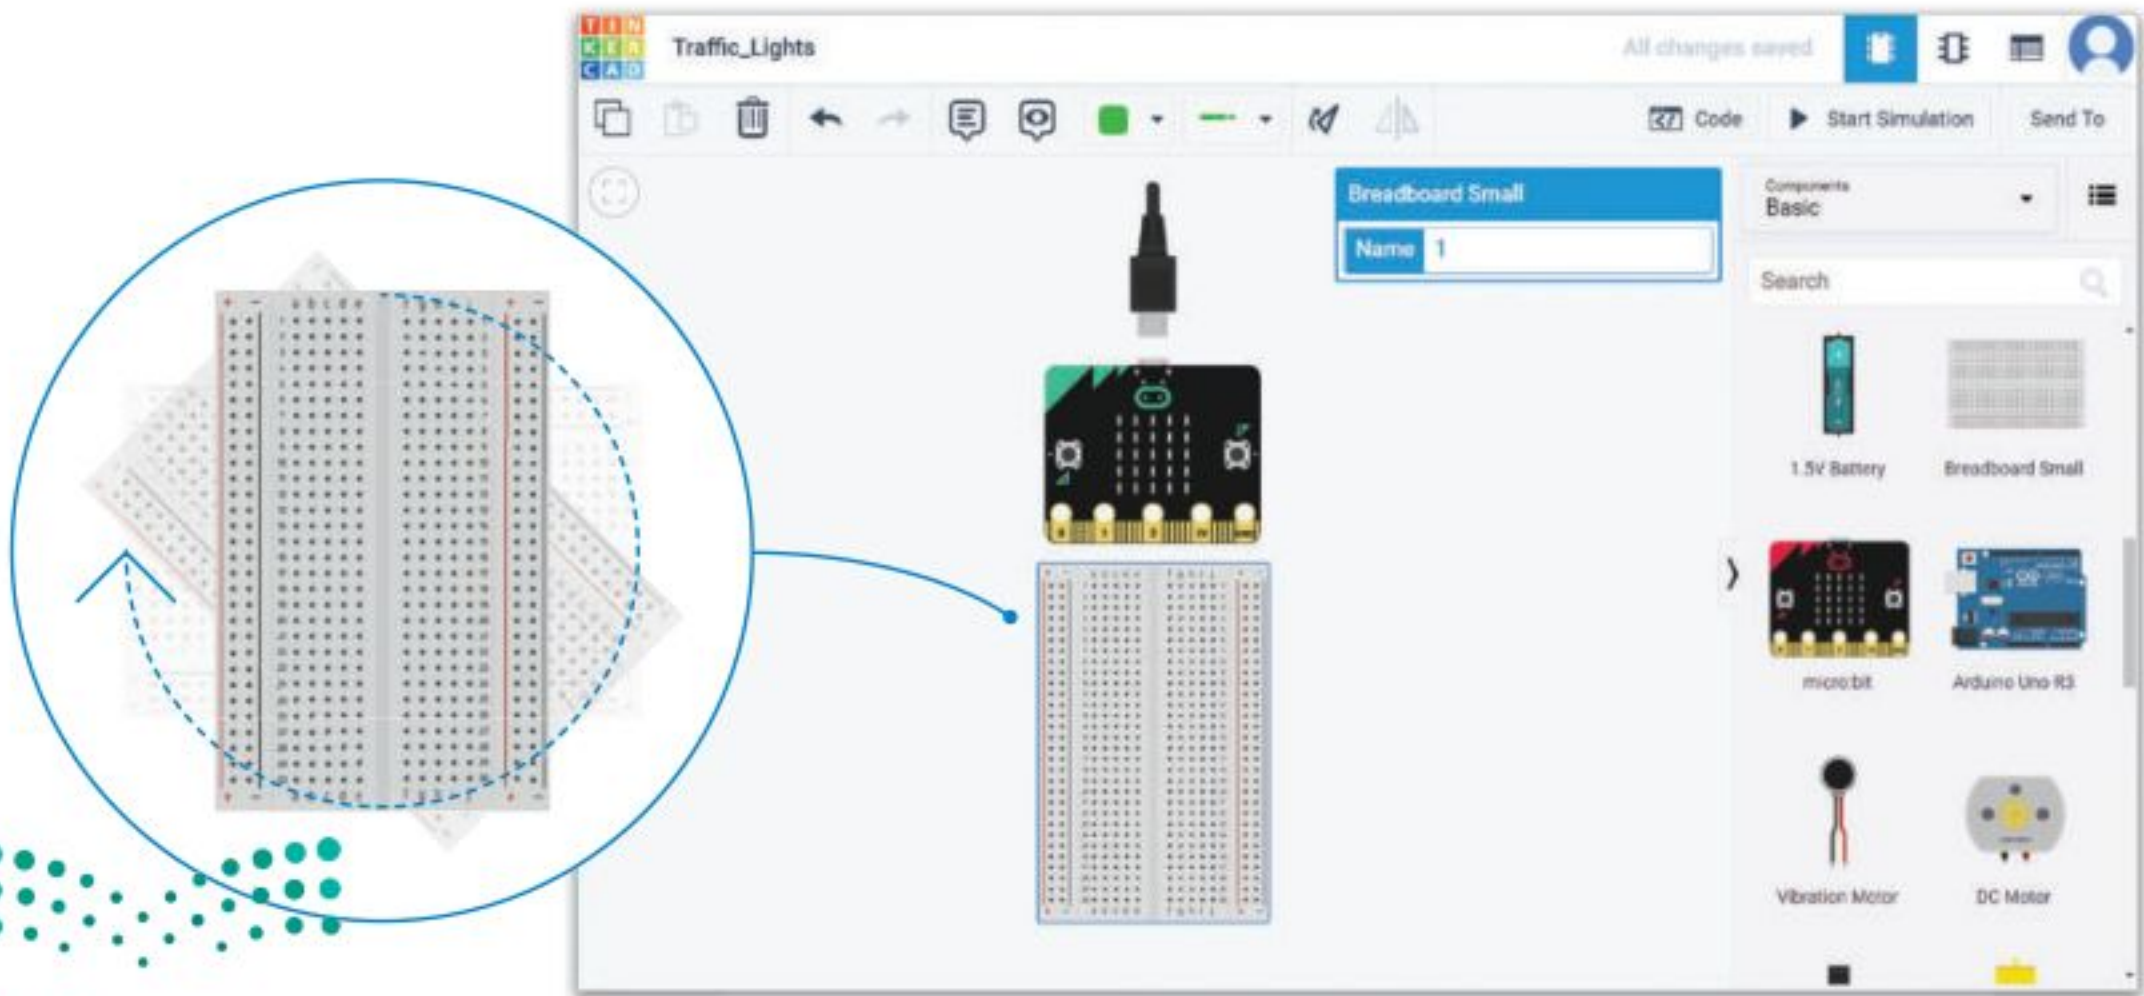 TIN
KER
CAD
Traffic_Lights
All changes saved
Code
Start Simulation
Send To
Breadboard Small
Name 1
Components
Basic
Search
1.5V Battery
Breadboard Small
micro:bit
Arduino Uno R3
Vibration Motor
DC Motor